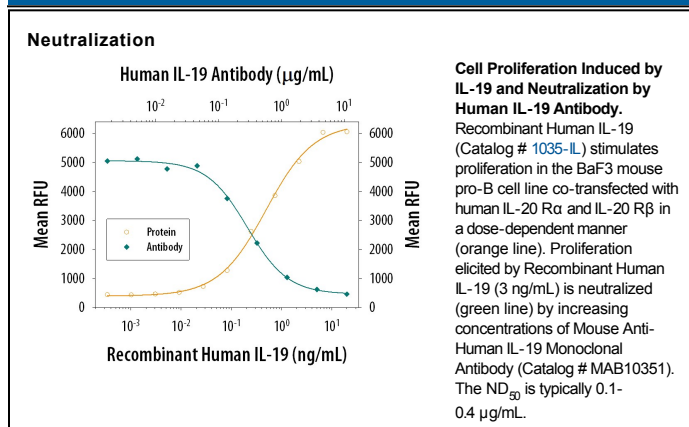 Neutralization
Human IL-19 Antibody (μg/mL)
10-2 10-1 100 101
6000 6000
5000 5000
4000 4000
3000 3000
2000 2000
1000 1000
0 0
Mean RFU
Mean RFU
Protein
Antibody
10-3 10-2 10-1 100 101
Recombinant Human IL-19 (ng/mL)
Cell Proliferation Induced by
IL-19 and Neutralization by
Human IL-19 Antibody.
Recombinant Human IL-19
(Catalog # 1035-IL) stimulates
proliferation in the BaF3 mouse
pro-B cell line co-transfected with
human IL-20 Rα and IL-20 Rβ in
a dose-dependent manner
(orange line). Proliferation
elicited by Recombinant Human
IL-19 (3 ng/mL) is neutralized
(green line) by increasing
concentrations of Mouse Anti-
Human IL-19 Monoclonal
Antibody (Catalog # MAB10351).
The ND50 is typically 0.1-
0.4 µg/mL.